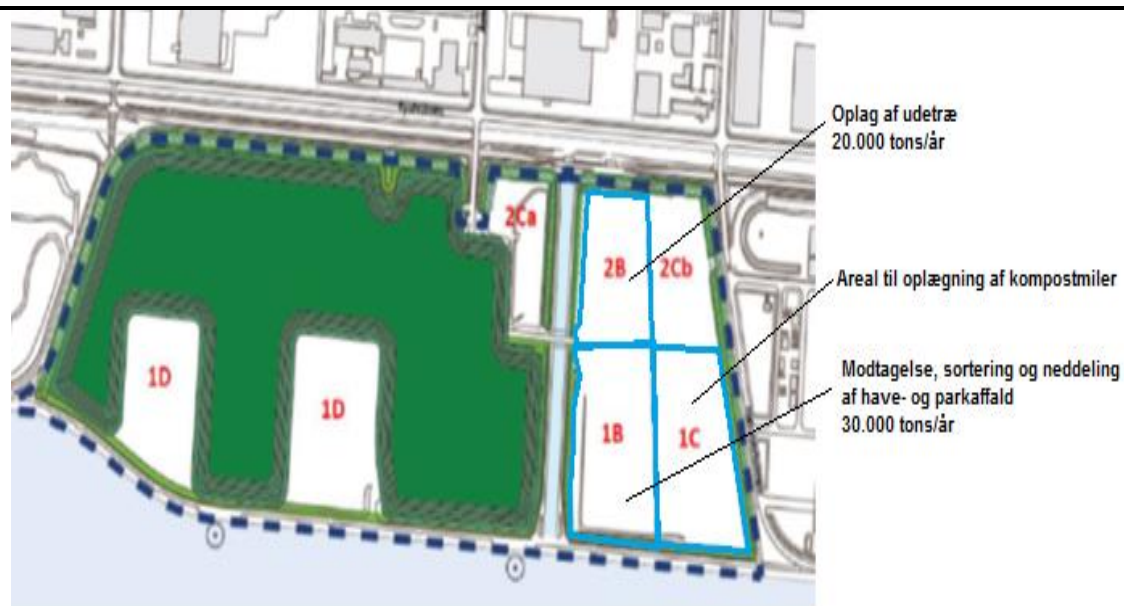 Oplag af udetræ
20.000 tons/år
2Ca
2B
2Cb
Areal til oplægning af kompostmiler
Modtagelse, sortering og neddeling
af have- og parkaffald
30.000 tons/år
1D
1D
1B
1C